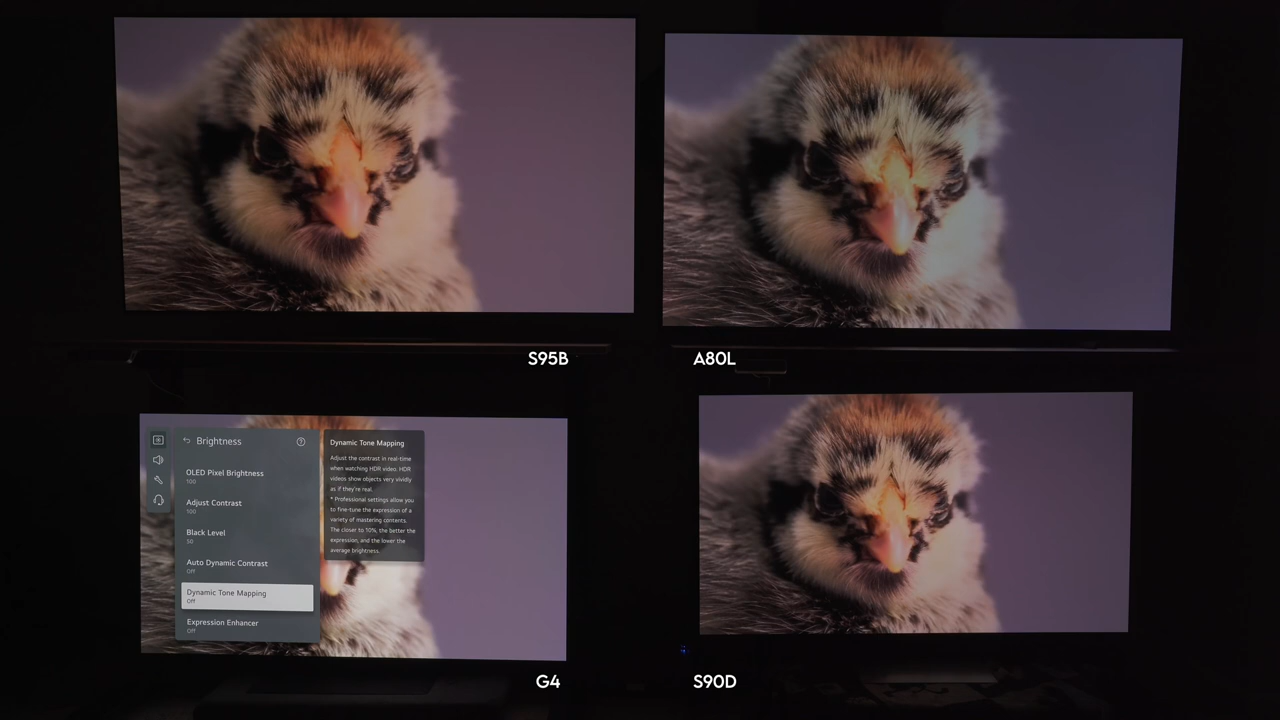 S95B
A80L
Brightness
OLED Pixel Brightness
100
Adjust Contrast
100
Black Level
50
Auto Dynamic Contrast
Off
Dynamic Tone Mapping
Off
Expression Enhancer
Off
Dynamic Tone Mapping
Adjust the contrast in real-time
when watching HDR video. HDR
videos show objects very vividly
as if they're real.
* Professional settings allow you
to fine-tune the expression of a
variety of mastering contents.
The closer to 10%, the better the
expression, and the lower the
average brightness.
G4
S90D